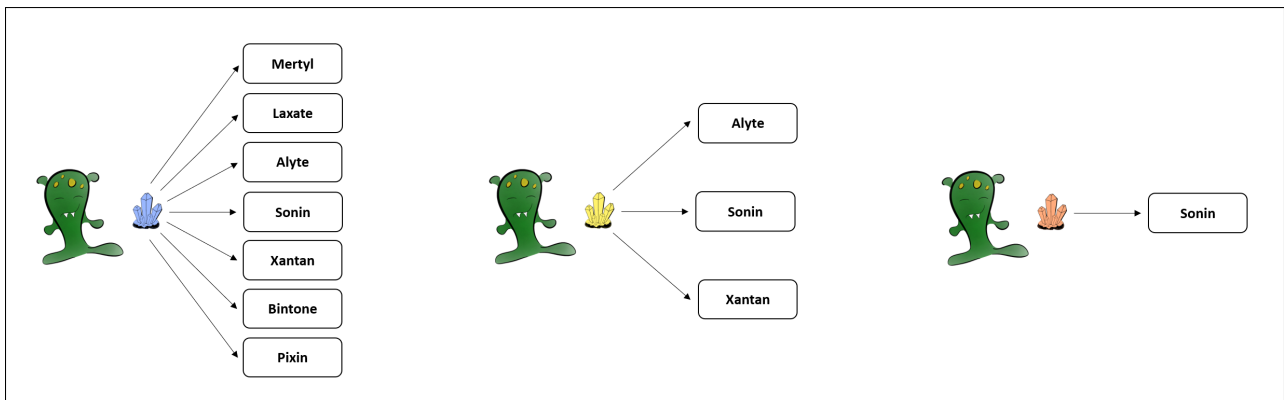 Mertyl
Laxate
Alyte
Sonin
Xantan
Bintone
Pixin
Alyte
Sonin
Xantan
Sonin